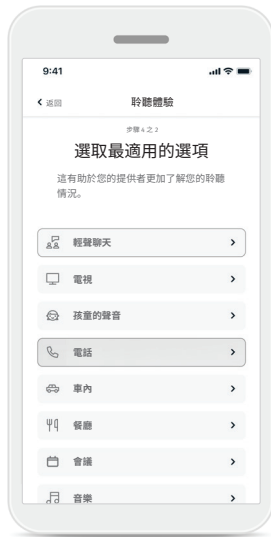 9:41
返回
聆聽體驗
步驟 4 之 2
選取最適用的選項
這有助於您的提供者更加了解您的聆聽
情況。
輕聲聊天
電視
孩童的聲音
電話
車內
餐廳
會議
音樂